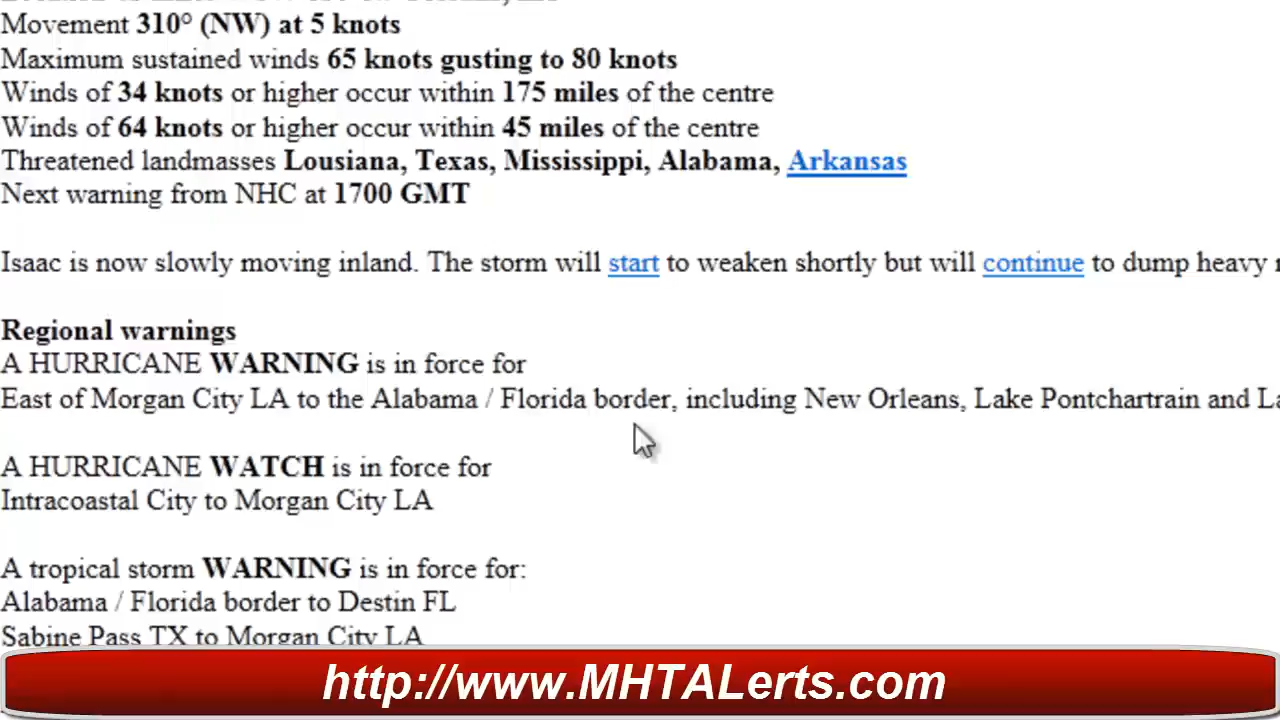 Movement 310° (NW) at 5 knots
Maximum sustained winds 65 knots gusting to 80 knots
Winds of 34 knots or higher occur within 175 miles of the centre
Winds of 64 knots or higher occur within 45 miles of the centre
Threatened landmasses Lousiana, Texas, Mississippi, Alabama, Arkansas
Next warning from NHC at 1700 GMT
Isaac is now slowly moving inland. The storm will start to weaken shortly but will continue to dump heavy
Regional warnings
A HURRICANE WARNING is in force for
East of Morgan City LA to the Alabama / Florida border, including New Orleans, Lake Pontchartrain and
A HURRICANE WATCH is in force for
Intracoastal City to Morgan City LA
A tropical storm WARNING is in force for:
Alabama / Florida border to Destin FL
Sabine Pass TX to Morgan City LA
http://www.MHTALerts.com